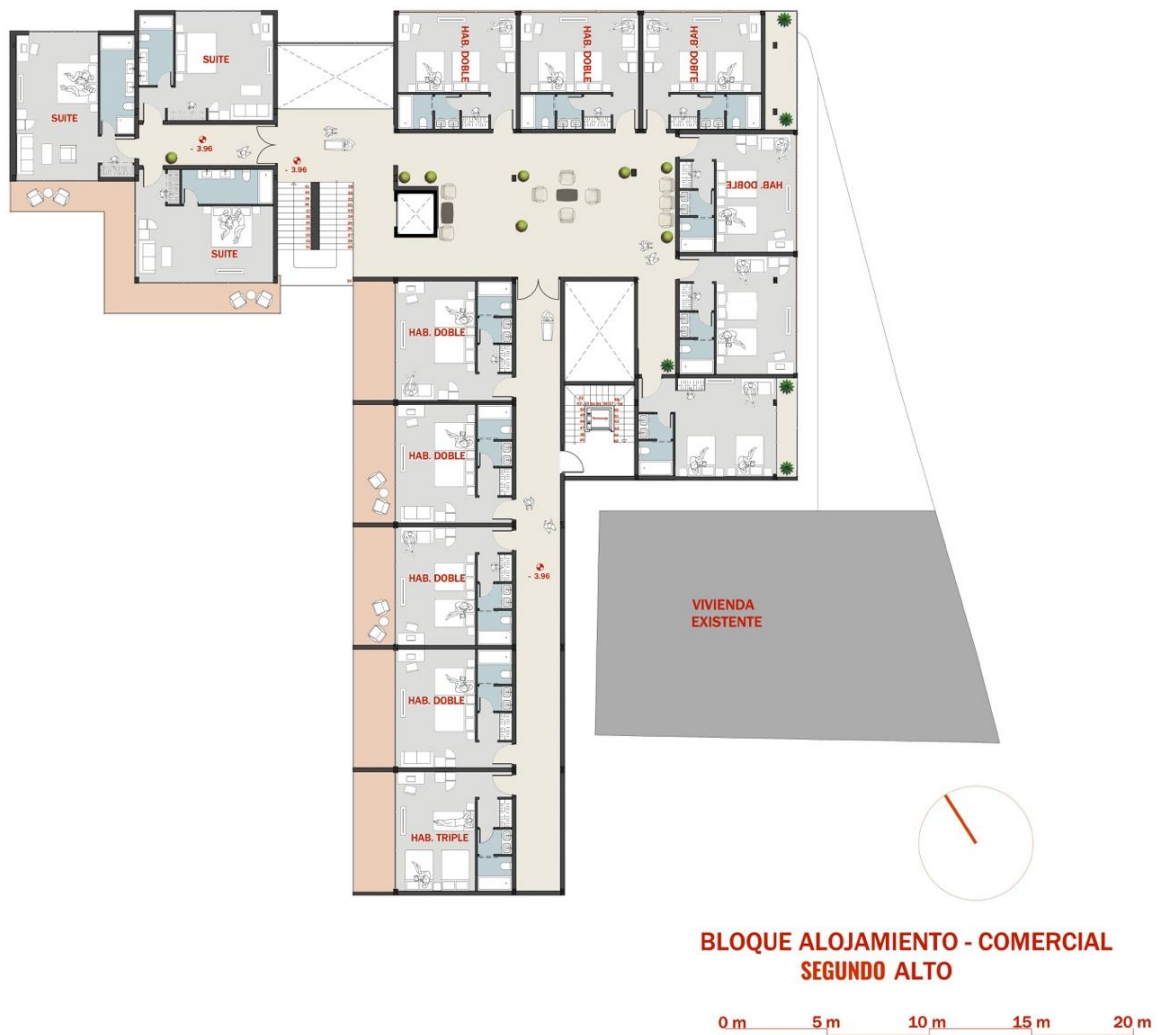 SUITE
SUITE
SUITE
- 3.96
- 3.96
HAB. DOBLE
HAB. DOBLE
HAB. DOBLE
HAB. DOBLE
HAB. DOBLE
HAB. DOBLE
HAB. DOBLE
HAB. DOBLE
HAB. TRIPLE
- 3.96
VIVIENDA
EXISTENTE
BLOQUE ALOJAMIENTO - COMERCIAL
SEGUNDO ALTO
0 m 5 m 10 m 15 m 20 m